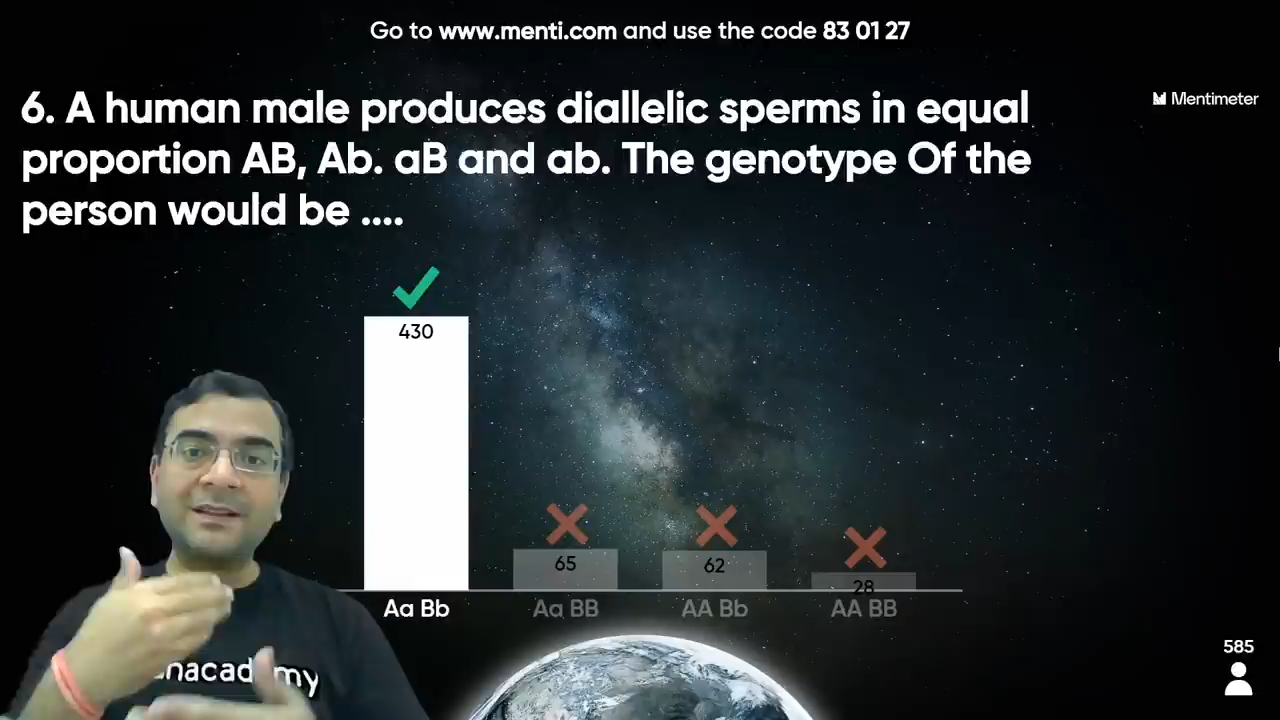 Go to www.menti.com and use the code 83 01 27
Mentimeter
6. A human male produces diallelic sperms in equal
proportion AB, Ab. aB and ab. The genotype Of the
person would be ....
430
65
62
28
Aa Bb
Aa BB
AA Bb
AA BB
585